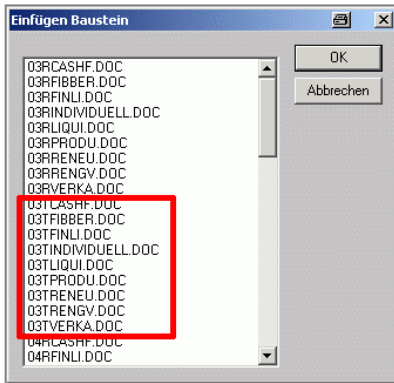 Einfügen Baustein
03RCASHF.DOC
03RFIBBER.DOC
03RFINLI.DOC
03RINDIVIDUELL.DOC
03RLIQUI.DOC
03RPRODU.DOC
03RRENEU.DOC
03RRENGV.DOC
03RVERKA.DOC
03TCASHF.DOC
03TFIBBER.DOC
03TFINLI.DOC
03TINDIVIDUELL.DOC
03TLIQUI.DOC
03TPRODU.DOC
03TRENEU.DOC
03TRENGV.DOC
03TVERKA.DOC
04RCASHF.DOC
04RFINLI.DOC
OK
Abbrechen